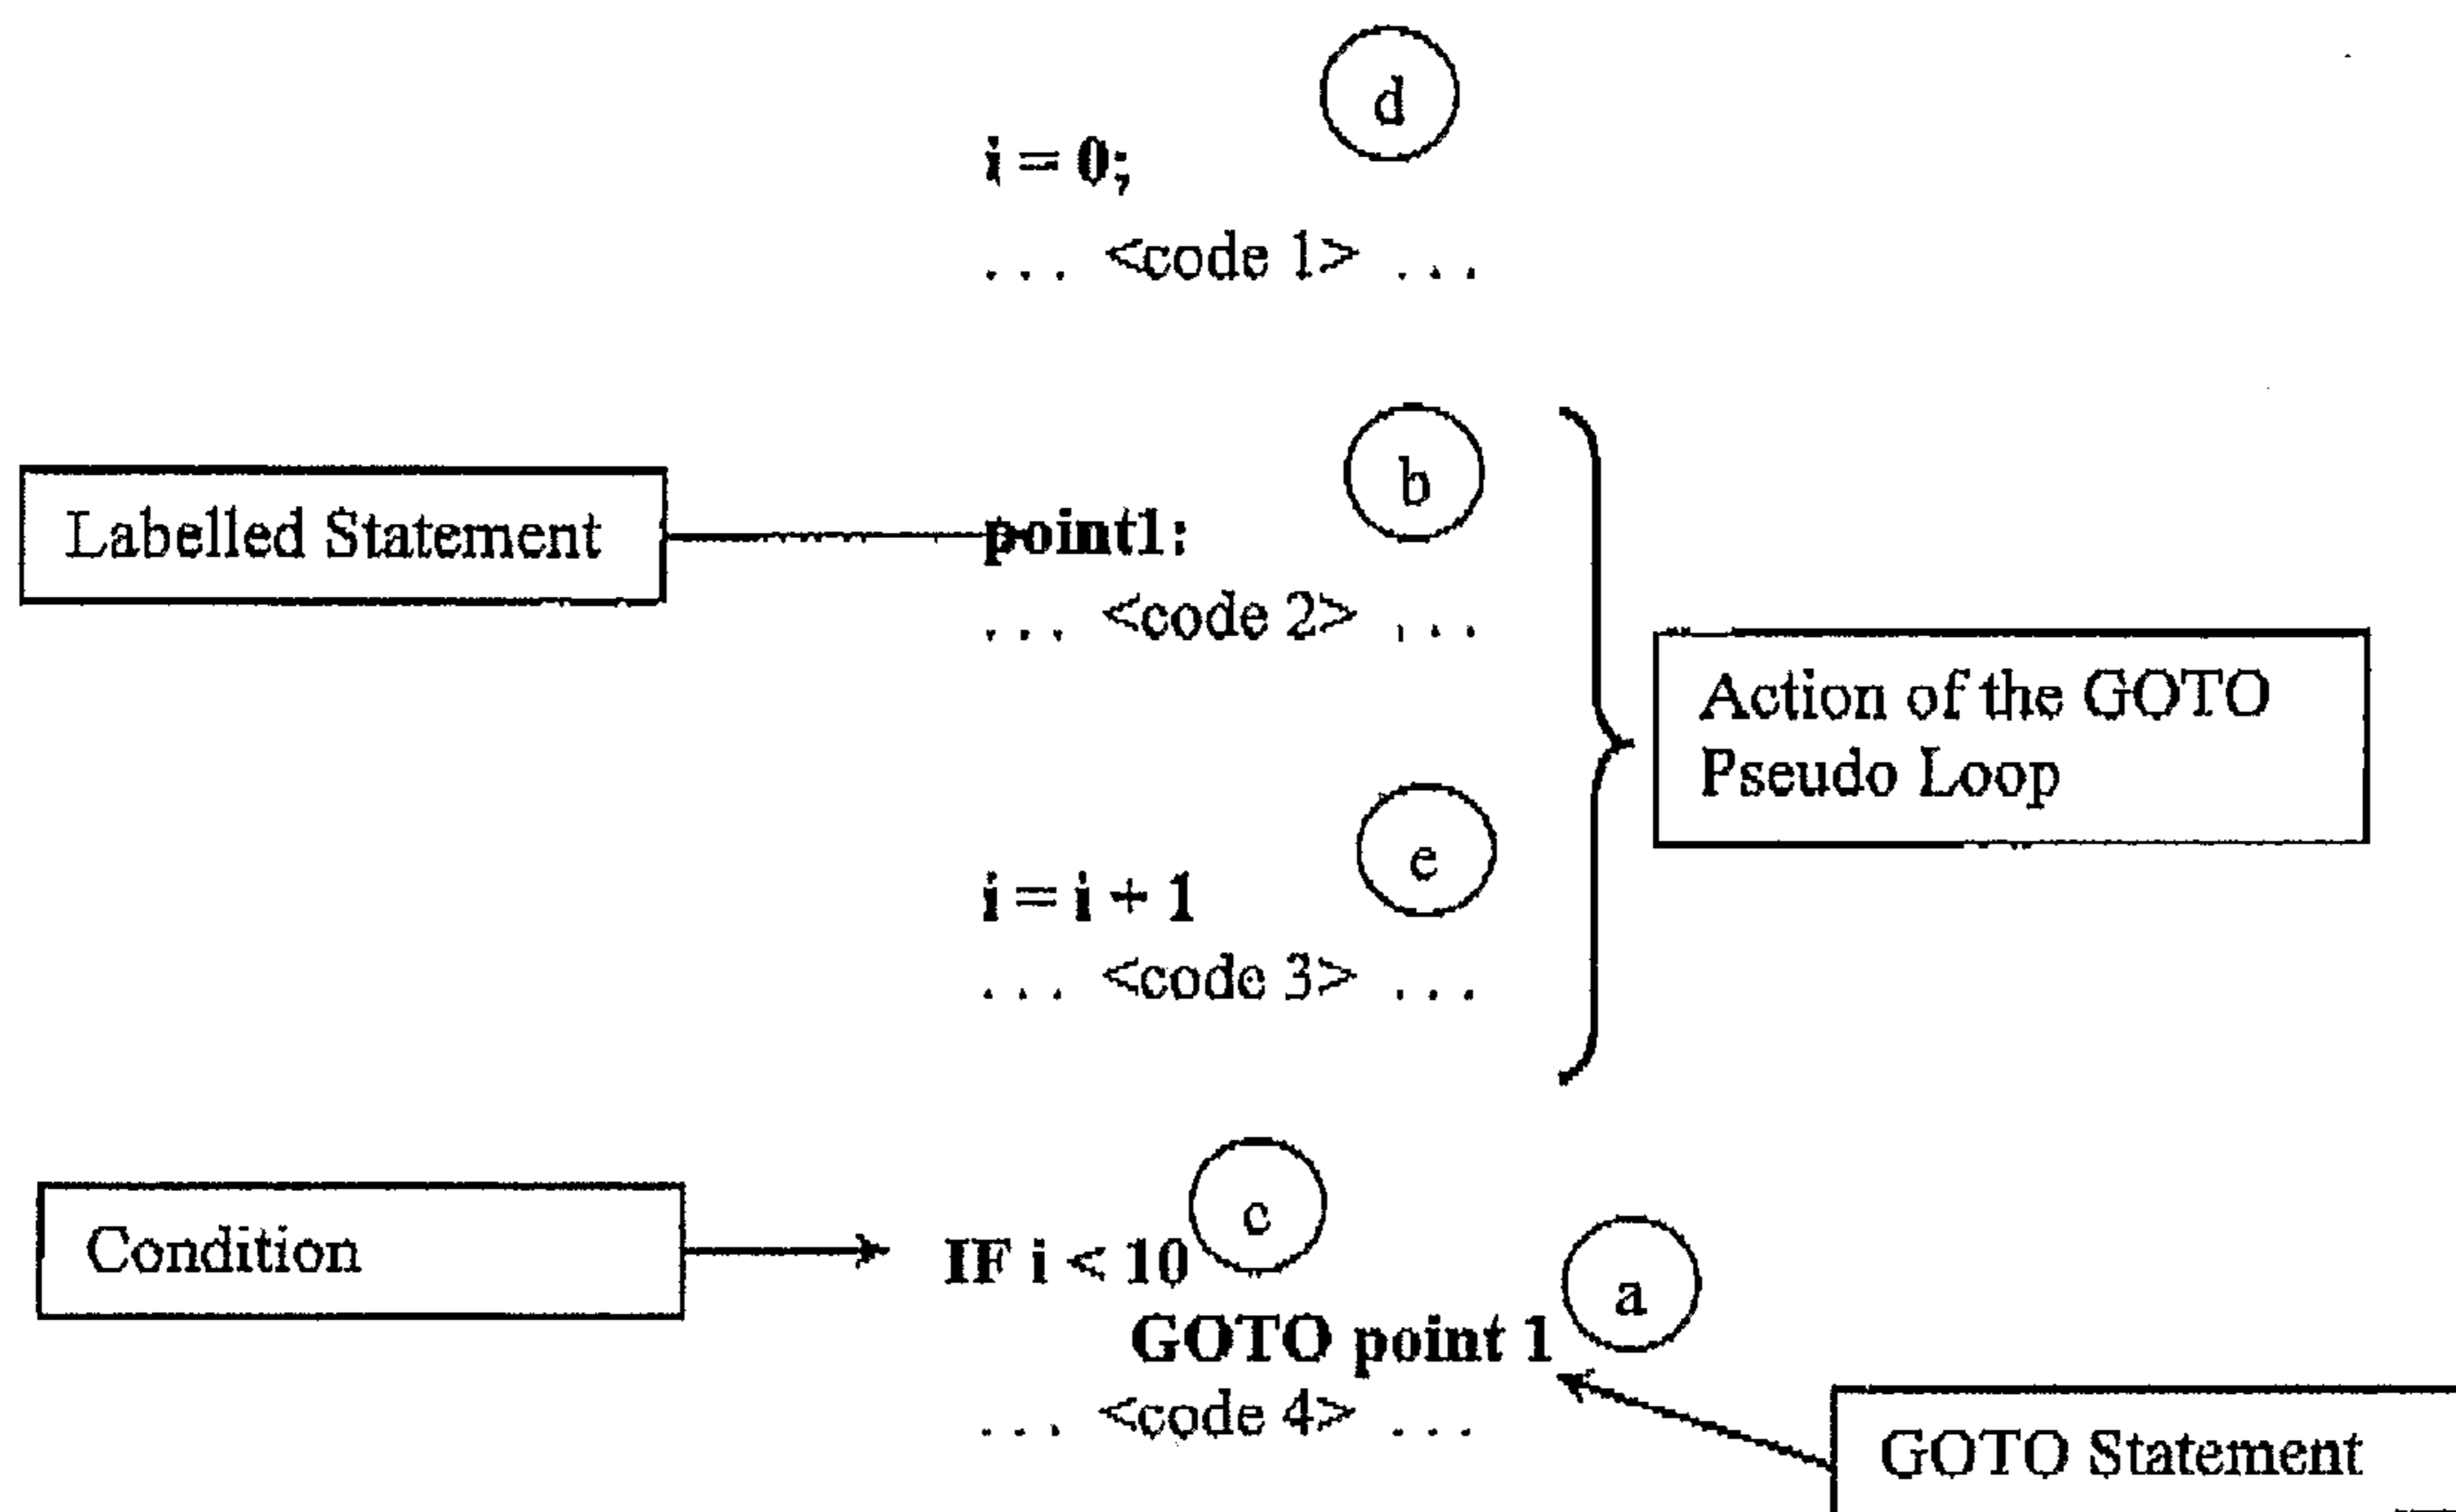 d
i = 0;
... <code 1> ...
b
Labelled Statement
point1:
... <code 2> ...
Action of the GOTO
Pseudo Loop
e
i = i + 1
... <code 3> ...
c
Condition
IF i < 10
a
GOTO point 1
... <code 4> ...
GOTO Statement